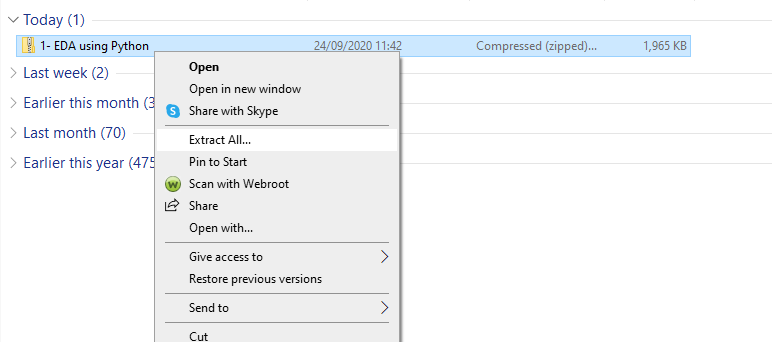 Today (1)
1- EDA using Python 24/09/2020 11:42 Compressed (zipped)... 1,965 KB
Last week (2)
Earlier this month (3
Last month (70)
Earlier this year (475
Open
Open in new window
Share with Skype
Extract All...
Pin to Start
Scan with Webroot
Share
Open with...
Give access to
Restore previous versions
Send to
Cut